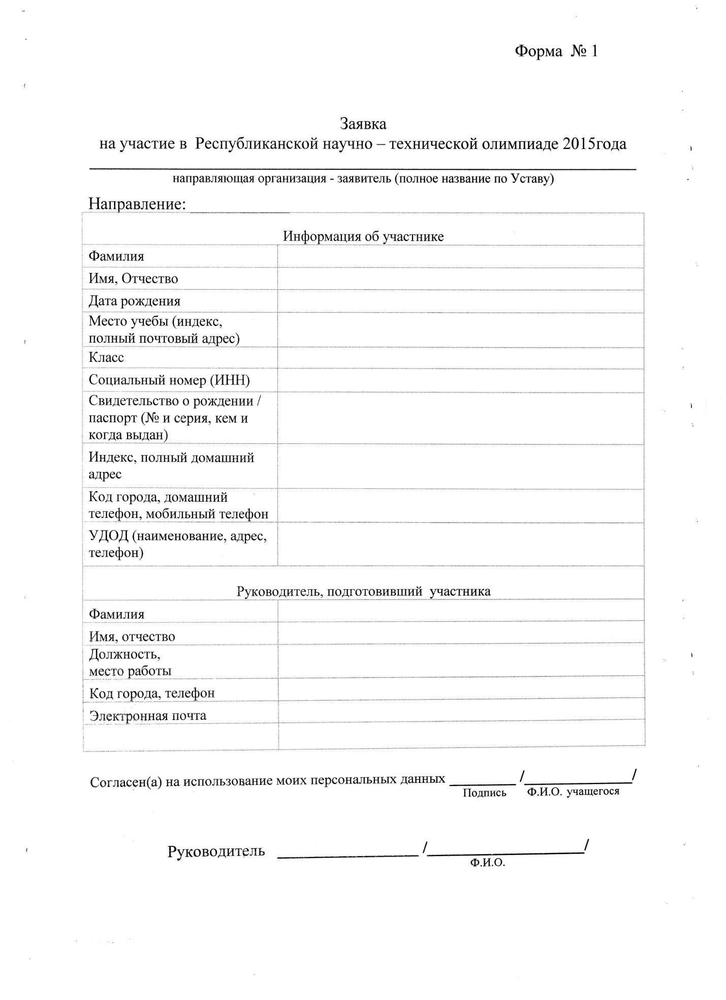 Форма № 1
Заявка
на участие в Республиканской научно – технической олимпиаде 2015года
направляющая организация - заявитель (полное название по Уставу)
Направление:
Информация об участнике
Фамилия
Имя, Отчество
Дата рождения
Место учебы (индекс,
полный почтовый адрес)
Класс
Социальный номер (ИНН)
Свидетельство о рождении /
паспорт (№ и серия, кем и
когда выдан)
Индекс, полный домашний
адрес
Код города, домашний
телефон, мобильный телефон
УДОД (наименование, адрес,
телефон)
Руководитель, подготовивший участника
Фамилия
Имя, отчество
Должность,
место работы
Код города, телефон
Электронная почта
Согласен(а) на использование моих персональных данных __________ /________________/
Подпись Ф.И.О. учащегося
Руководитель __________________ /____________________/
Ф.И.О.